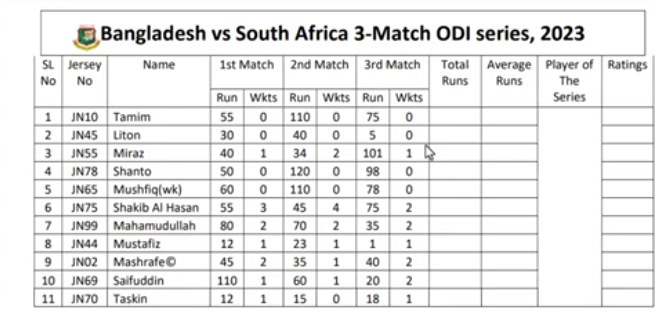 Bangladesh vs South Africa 3-Match ODI series, 2023
SL No Jersey No Name 1st Match 2nd Match 3rd Match Total Runs Average Runs Player of The Series Ratings
Run Wkts Run Wkts Run Wkts
1 JN10 Tamim 55 0 110 0 75 0
2 JN45 Liton 30 0 40 0 5 0
3 JN55 Miraz 40 1 34 2 101 1
4 JN78 Shanto 50 0 120 0 98 0
5 JN65 Mushfiq(wk) 60 0 110 0 78 0
6 JN75 Shakib Al Hasan 55 3 45 4 75 2
7 JN99 Mahamudullah 80 2 70 2 35 2
8 JN44 Mustafiz 12 1 23 1 1 1
9 JN02 Mashrafe© 45 2 35 1 40 2
10 JN69 Saifuddin 110 1 60 1 20 2
11 JN70 Taskin 12 1 15 0 18 1